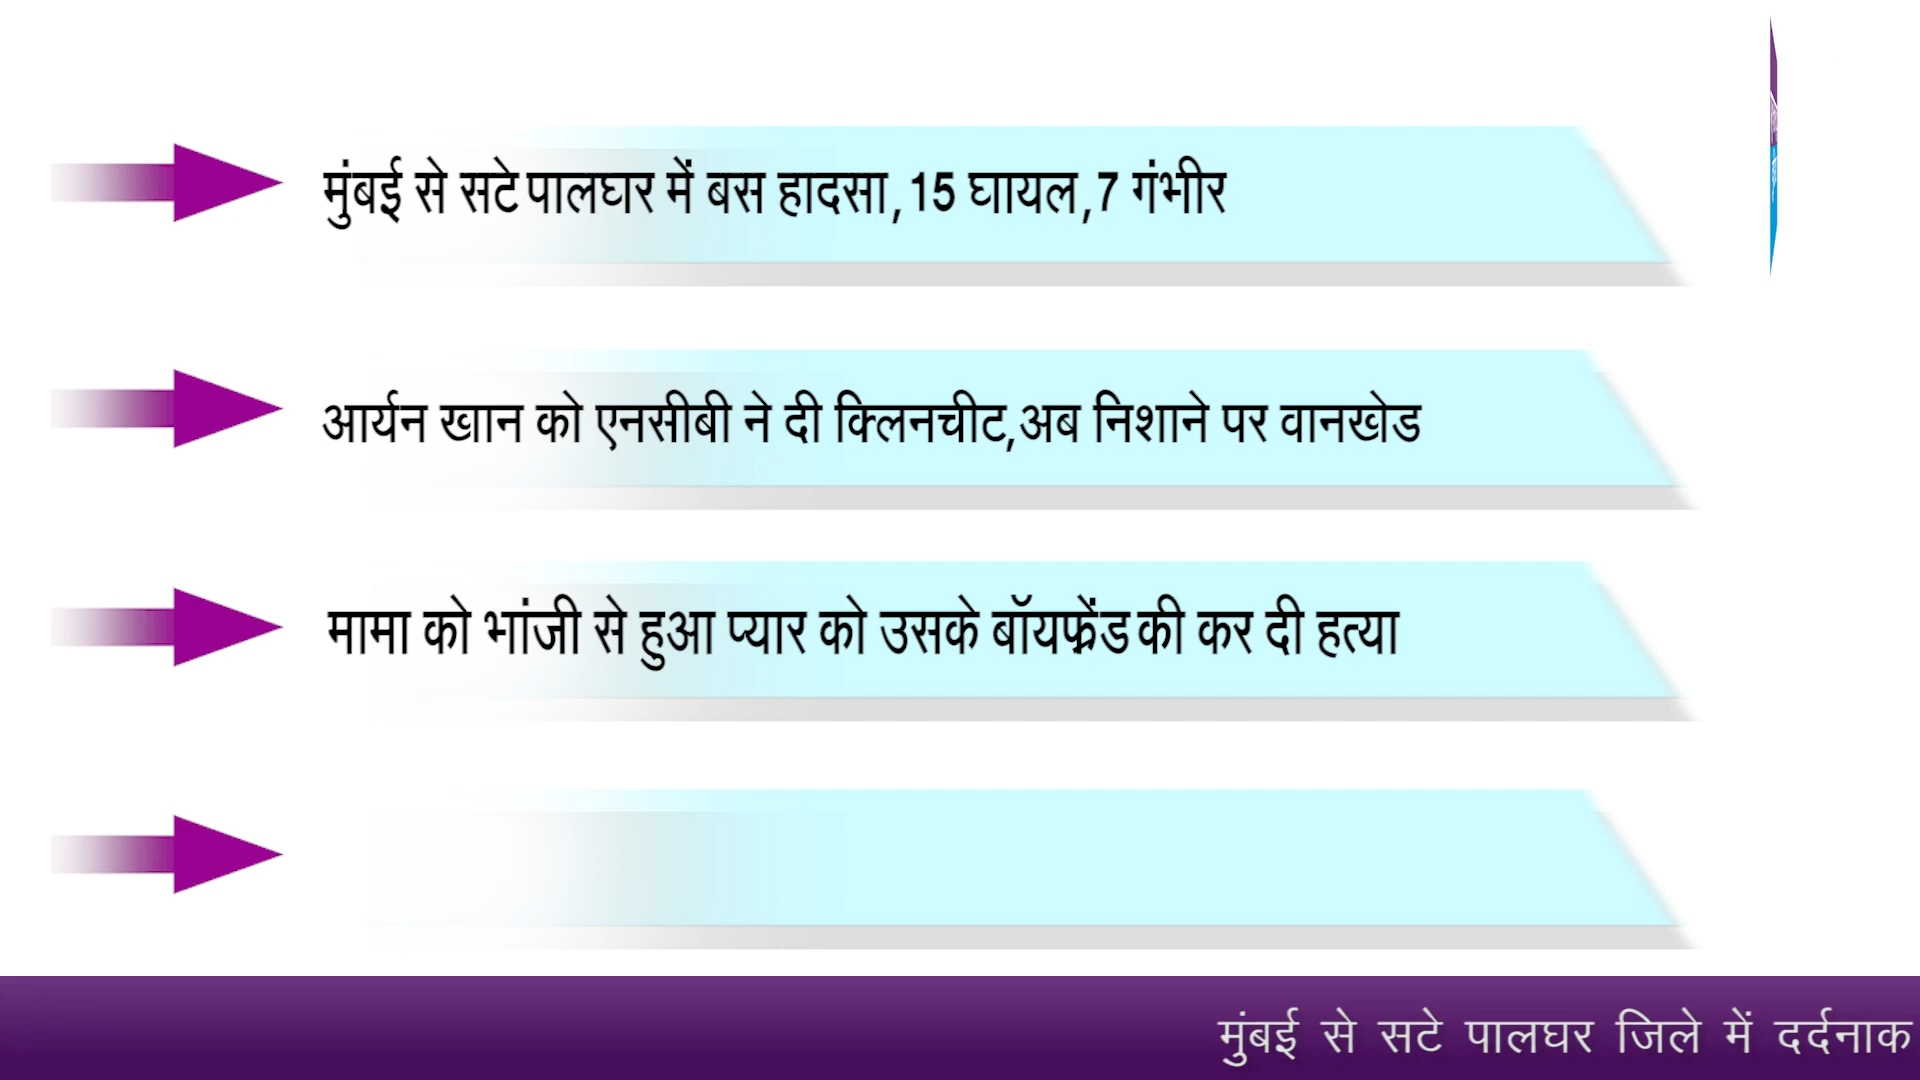 मुंबई से सटे पालघर में बस हादसा,15 घायल,7 गंभीर
आर्यन खान को एनसीबी ने दी क्लिनचीट,अब निशाने पर वानखेड
मामा को भांजी से हुआ प्यार को उसके बॉयफ्रेंड की कर दी हत्या
मुंबई से सटे पालघर जिले में दर्दनाक